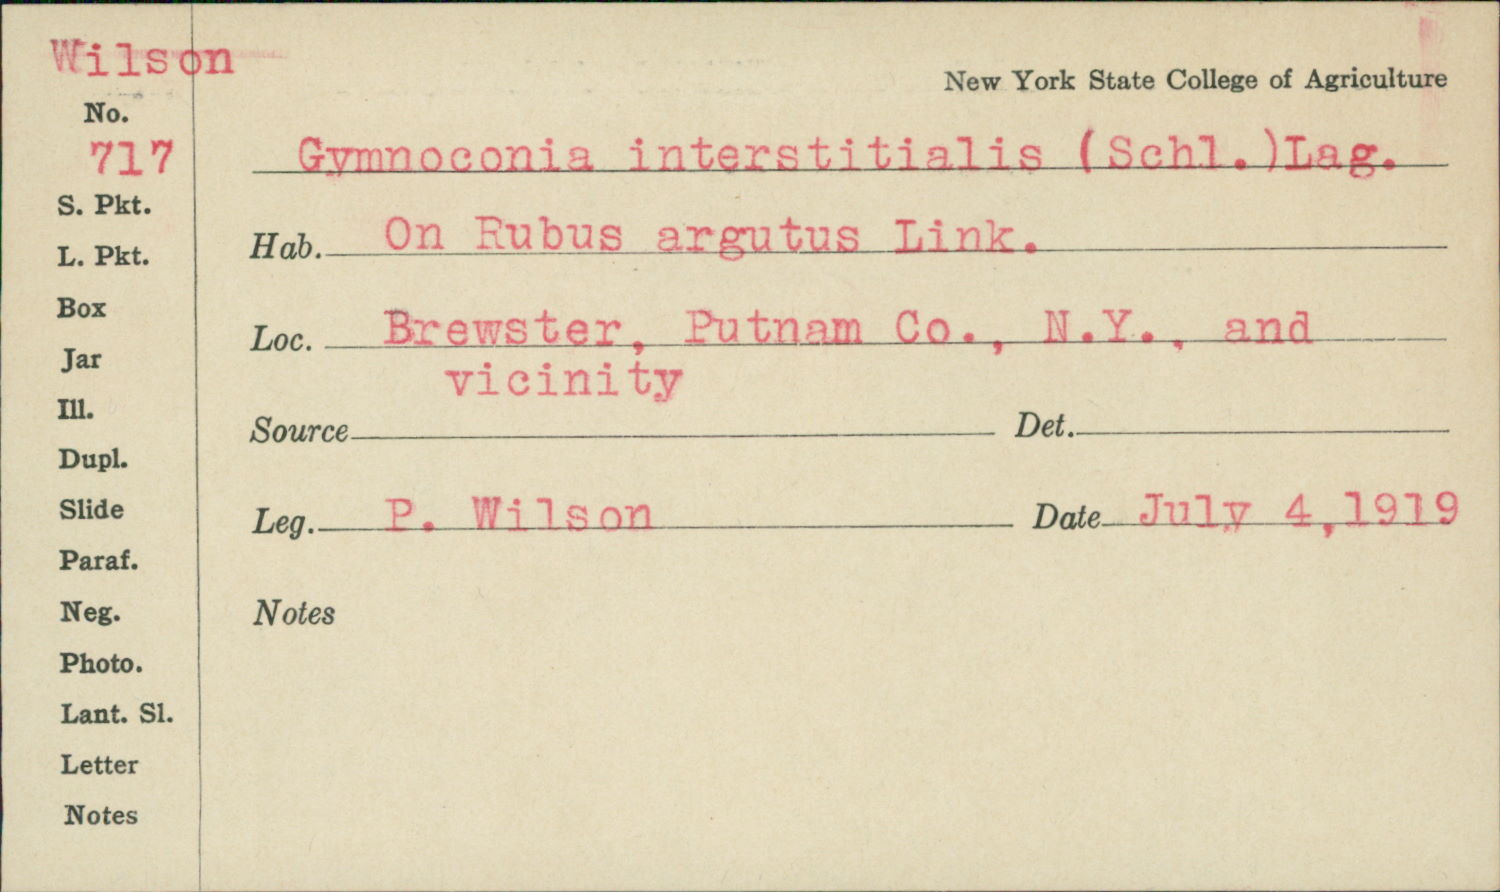 Wilson
New York State College of Agriculture
No.
717
Gymnoconia interstitialis (Schl.)Lag.
S. Pkt.
Hab. On Rubus argutus Link.
L. Pkt.
Box
Loc. Brewster, Putnam Co., N.Y., and
vicinity
Jar
Ill.
Source Det.
Dupl.
Slide
Leg. P. Wilson Date July 4,1919
Paraf.
Neg.
Notes
Photo.
Lant. Sl.
Letter
Notes